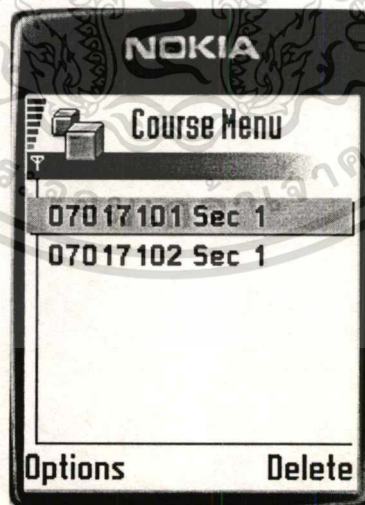 NOKIA
Course Menu
07017101 Sec 1
07017102 Sec 1
Options Delete